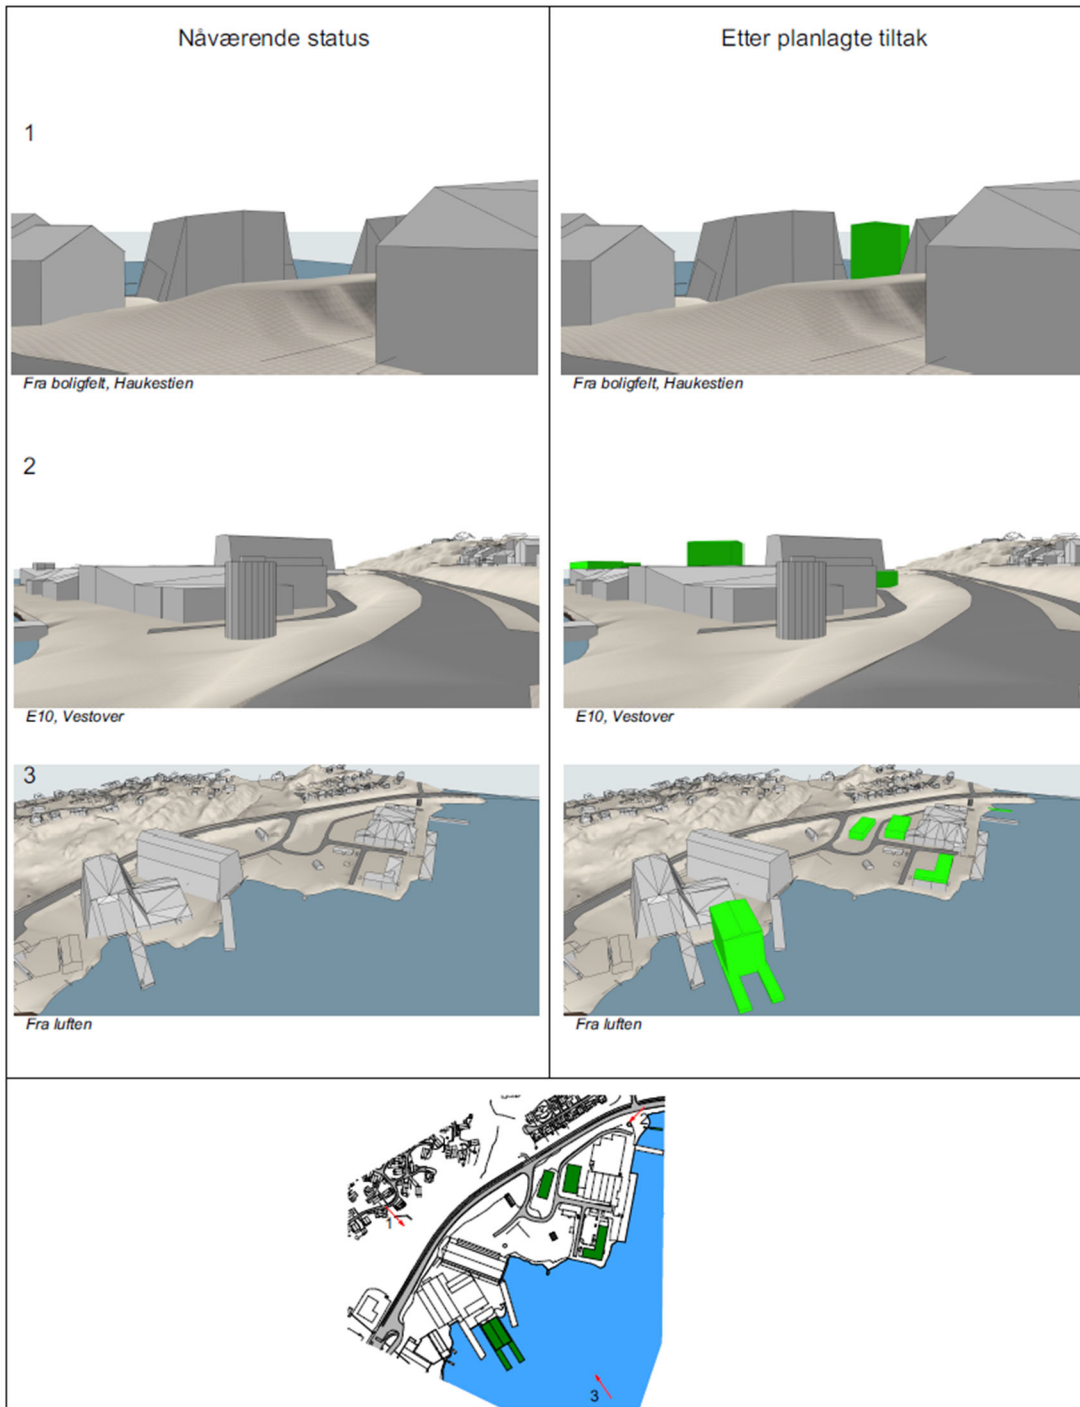 Nåværende status
Etter planlagte tiltak
1
Fra boligfelt, Haukestien
Fra boligfelt, Haukestien
2
E10, Vestover
E10, Vestover
3
Fra luften
Fra luften
1
3